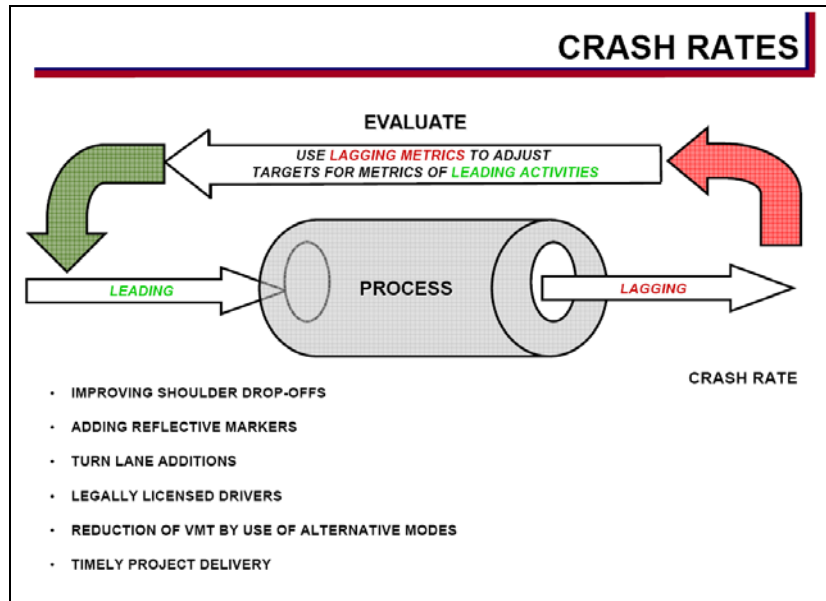 CRASH RATES
EVALUATE
USE LAGGING METRICS TO ADJUST
TARGETS FOR METRICS OF LEADING ACTIVITIES
LEADING
PROCESS
LAGGING
CRASH RATE
• IMPROVING SHOULDER DROP-OFFS
• ADDING REFLECTIVE MARKERS
• TURN LANE ADDITIONS
• LEGALLY LICENSED DRIVERS
• REDUCTION OF VMT BY USE OF ALTERNATIVE MODES
• TIMELY PROJECT DELIVERY